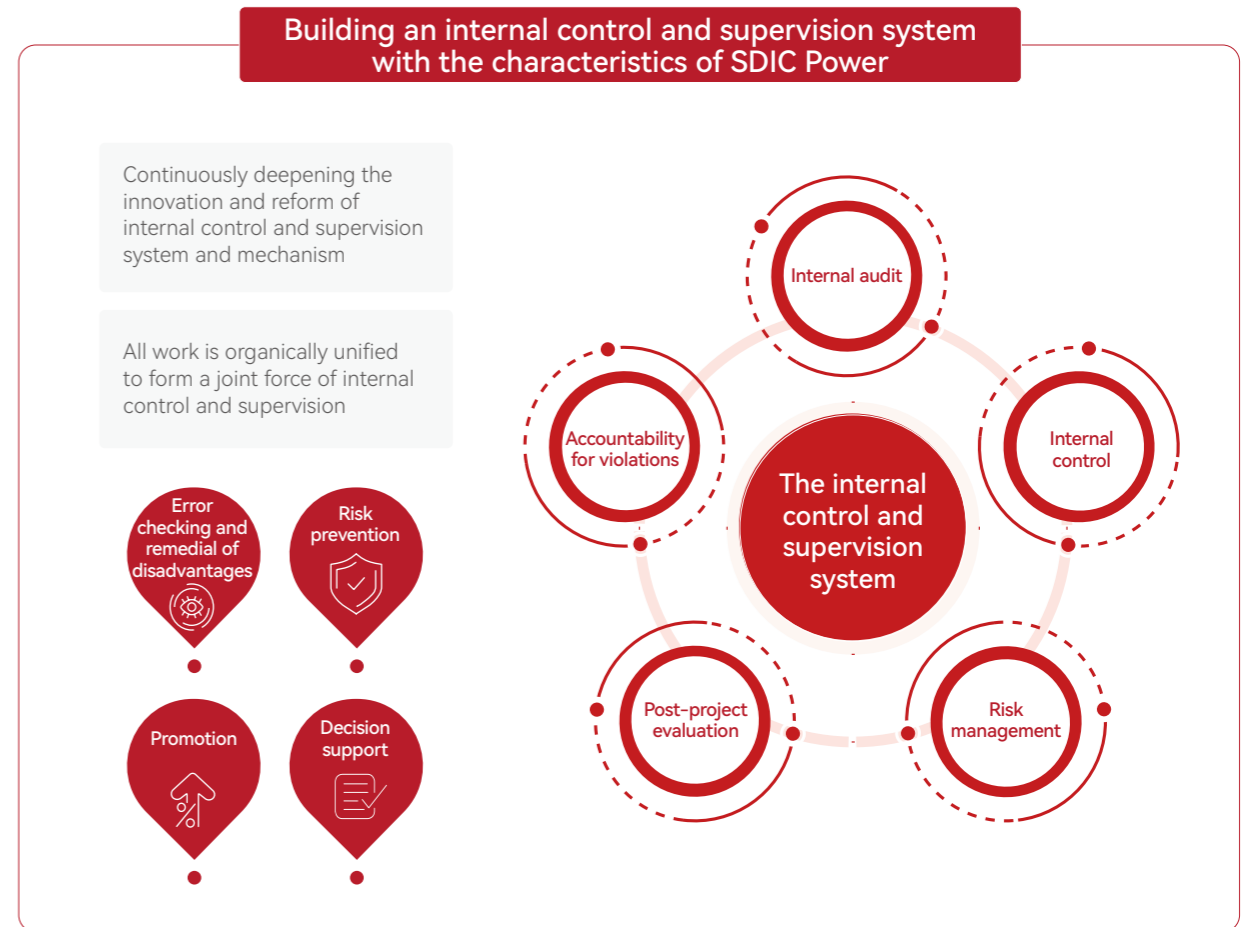 Building an internal control and supervision system
with the characteristics of SDIC Power
Continuously deepening the
innovation and reform of
internal control and supervision
system and mechanism
All work is organically unified
to form a joint force of internal
control and supervision
Error
checking and
remedial of
disadvantages
Risk
prevention
Promotion
Decision
support
Internal audit
Accountability
for violations
Internal
control
The internal
control and
supervision
system
Post-project
evaluation
Risk
management